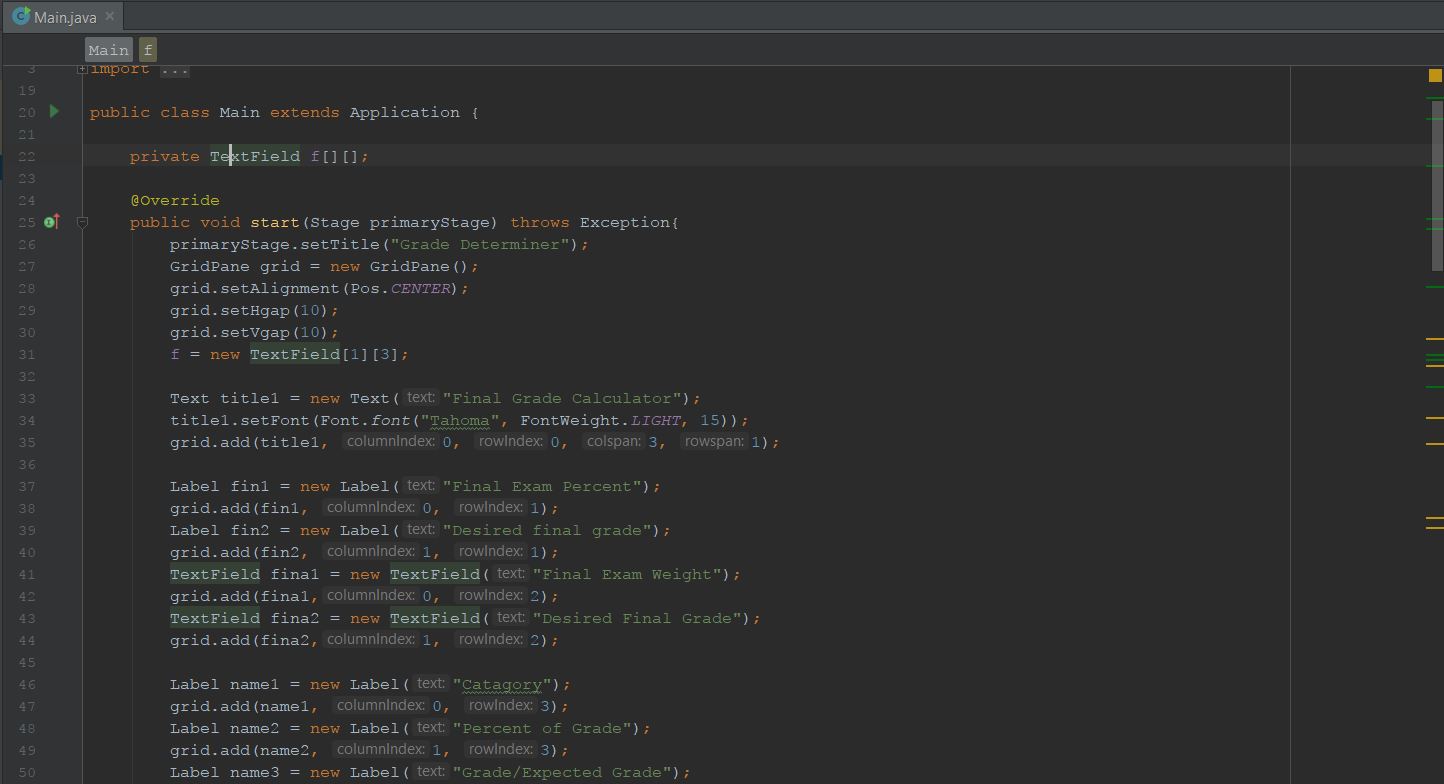 Main.java
Main f
3 import ...
19
20 public class Main extends Application {
21
22 private TextField f[][];
23
24 @Override
25 public void start(Stage primaryStage) throws Exception{
26 primaryStage.setTitle("Grade Determiner");
27 GridPane grid = new GridPane();
28 grid.setAlignment(Pos.CENTER);
29 grid.setHgap(10);
30 grid.setVgap(10);
31 f = new TextField[1][3];
32
33 Text title1 = new Text( text: "Final Grade Calculator");
34 title1.setFont(Font.font("Tahoma", FontWeight.LIGHT, 15));
35 grid.add(title1, columnIndex: 0, rowIndex: 0, colspan: 3, rowspan: 1);
36
37 Label fin1 = new Label( text: "Final Exam Percent");
38 grid.add(fin1, columnIndex: 0, rowIndex: 1);
39 Label fin2 = new Label( text: "Desired final grade");
40 grid.add(fin2, columnIndex: 1, rowIndex: 1);
41 TextField fina1 = new TextField( text: "Final Exam Weight");
42 grid.add(fina1, columnIndex: 0, rowIndex: 2);
43 TextField fina2 = new TextField( text: "Desired Final Grade");
44 grid.add(fina2, columnIndex: 1, rowIndex: 2);
45
46 Label name1 = new Label( text: "Catagory");
47 grid.add(name1, columnIndex: 0, rowIndex: 3);
48 Label name2 = new Label( text: "Percent of Grade");
49 grid.add(name2, columnIndex: 1, rowIndex: 3);
50 Label name3 = new Label( text: "Grade/Expected Grade");